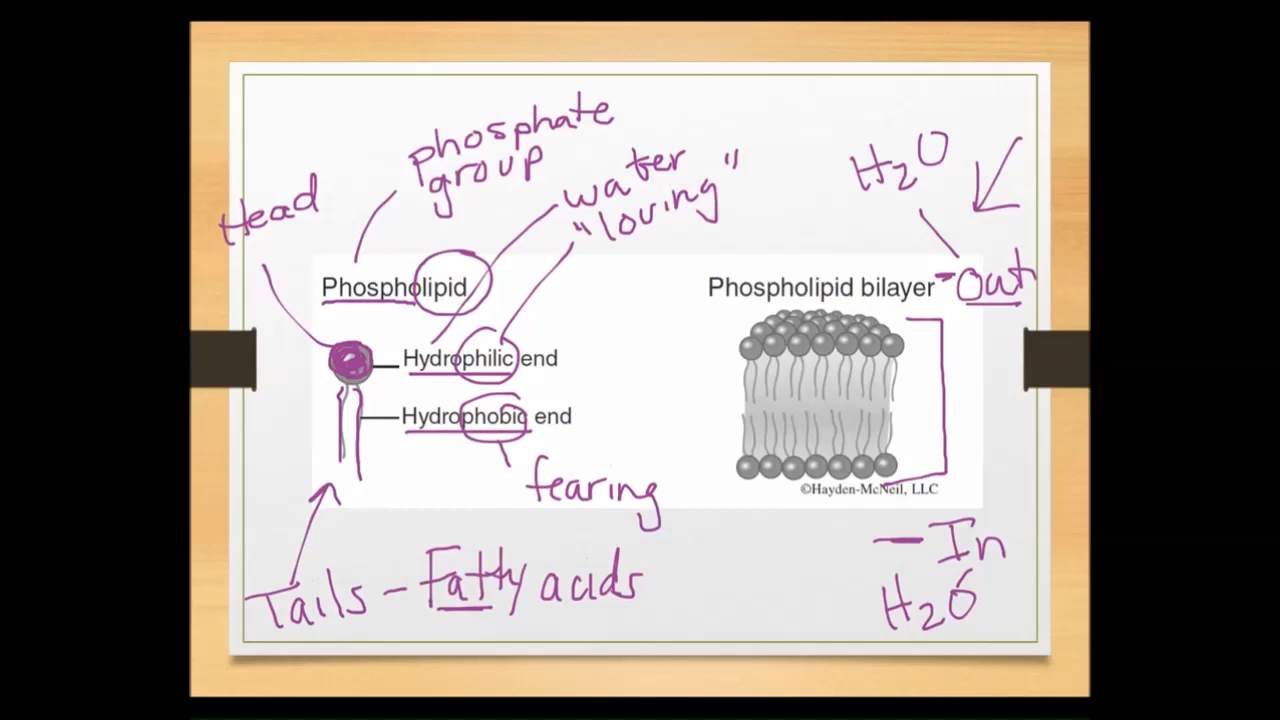 phosphate
group
water "
"loving
H2O
Head
Phospholipid
Phospholipid bilayer
-Out
Hydrophilic end
Hydrophobic end
fearing
©Hayden-McNeil, LLC
- In
H2O
Tails - Fatty acids